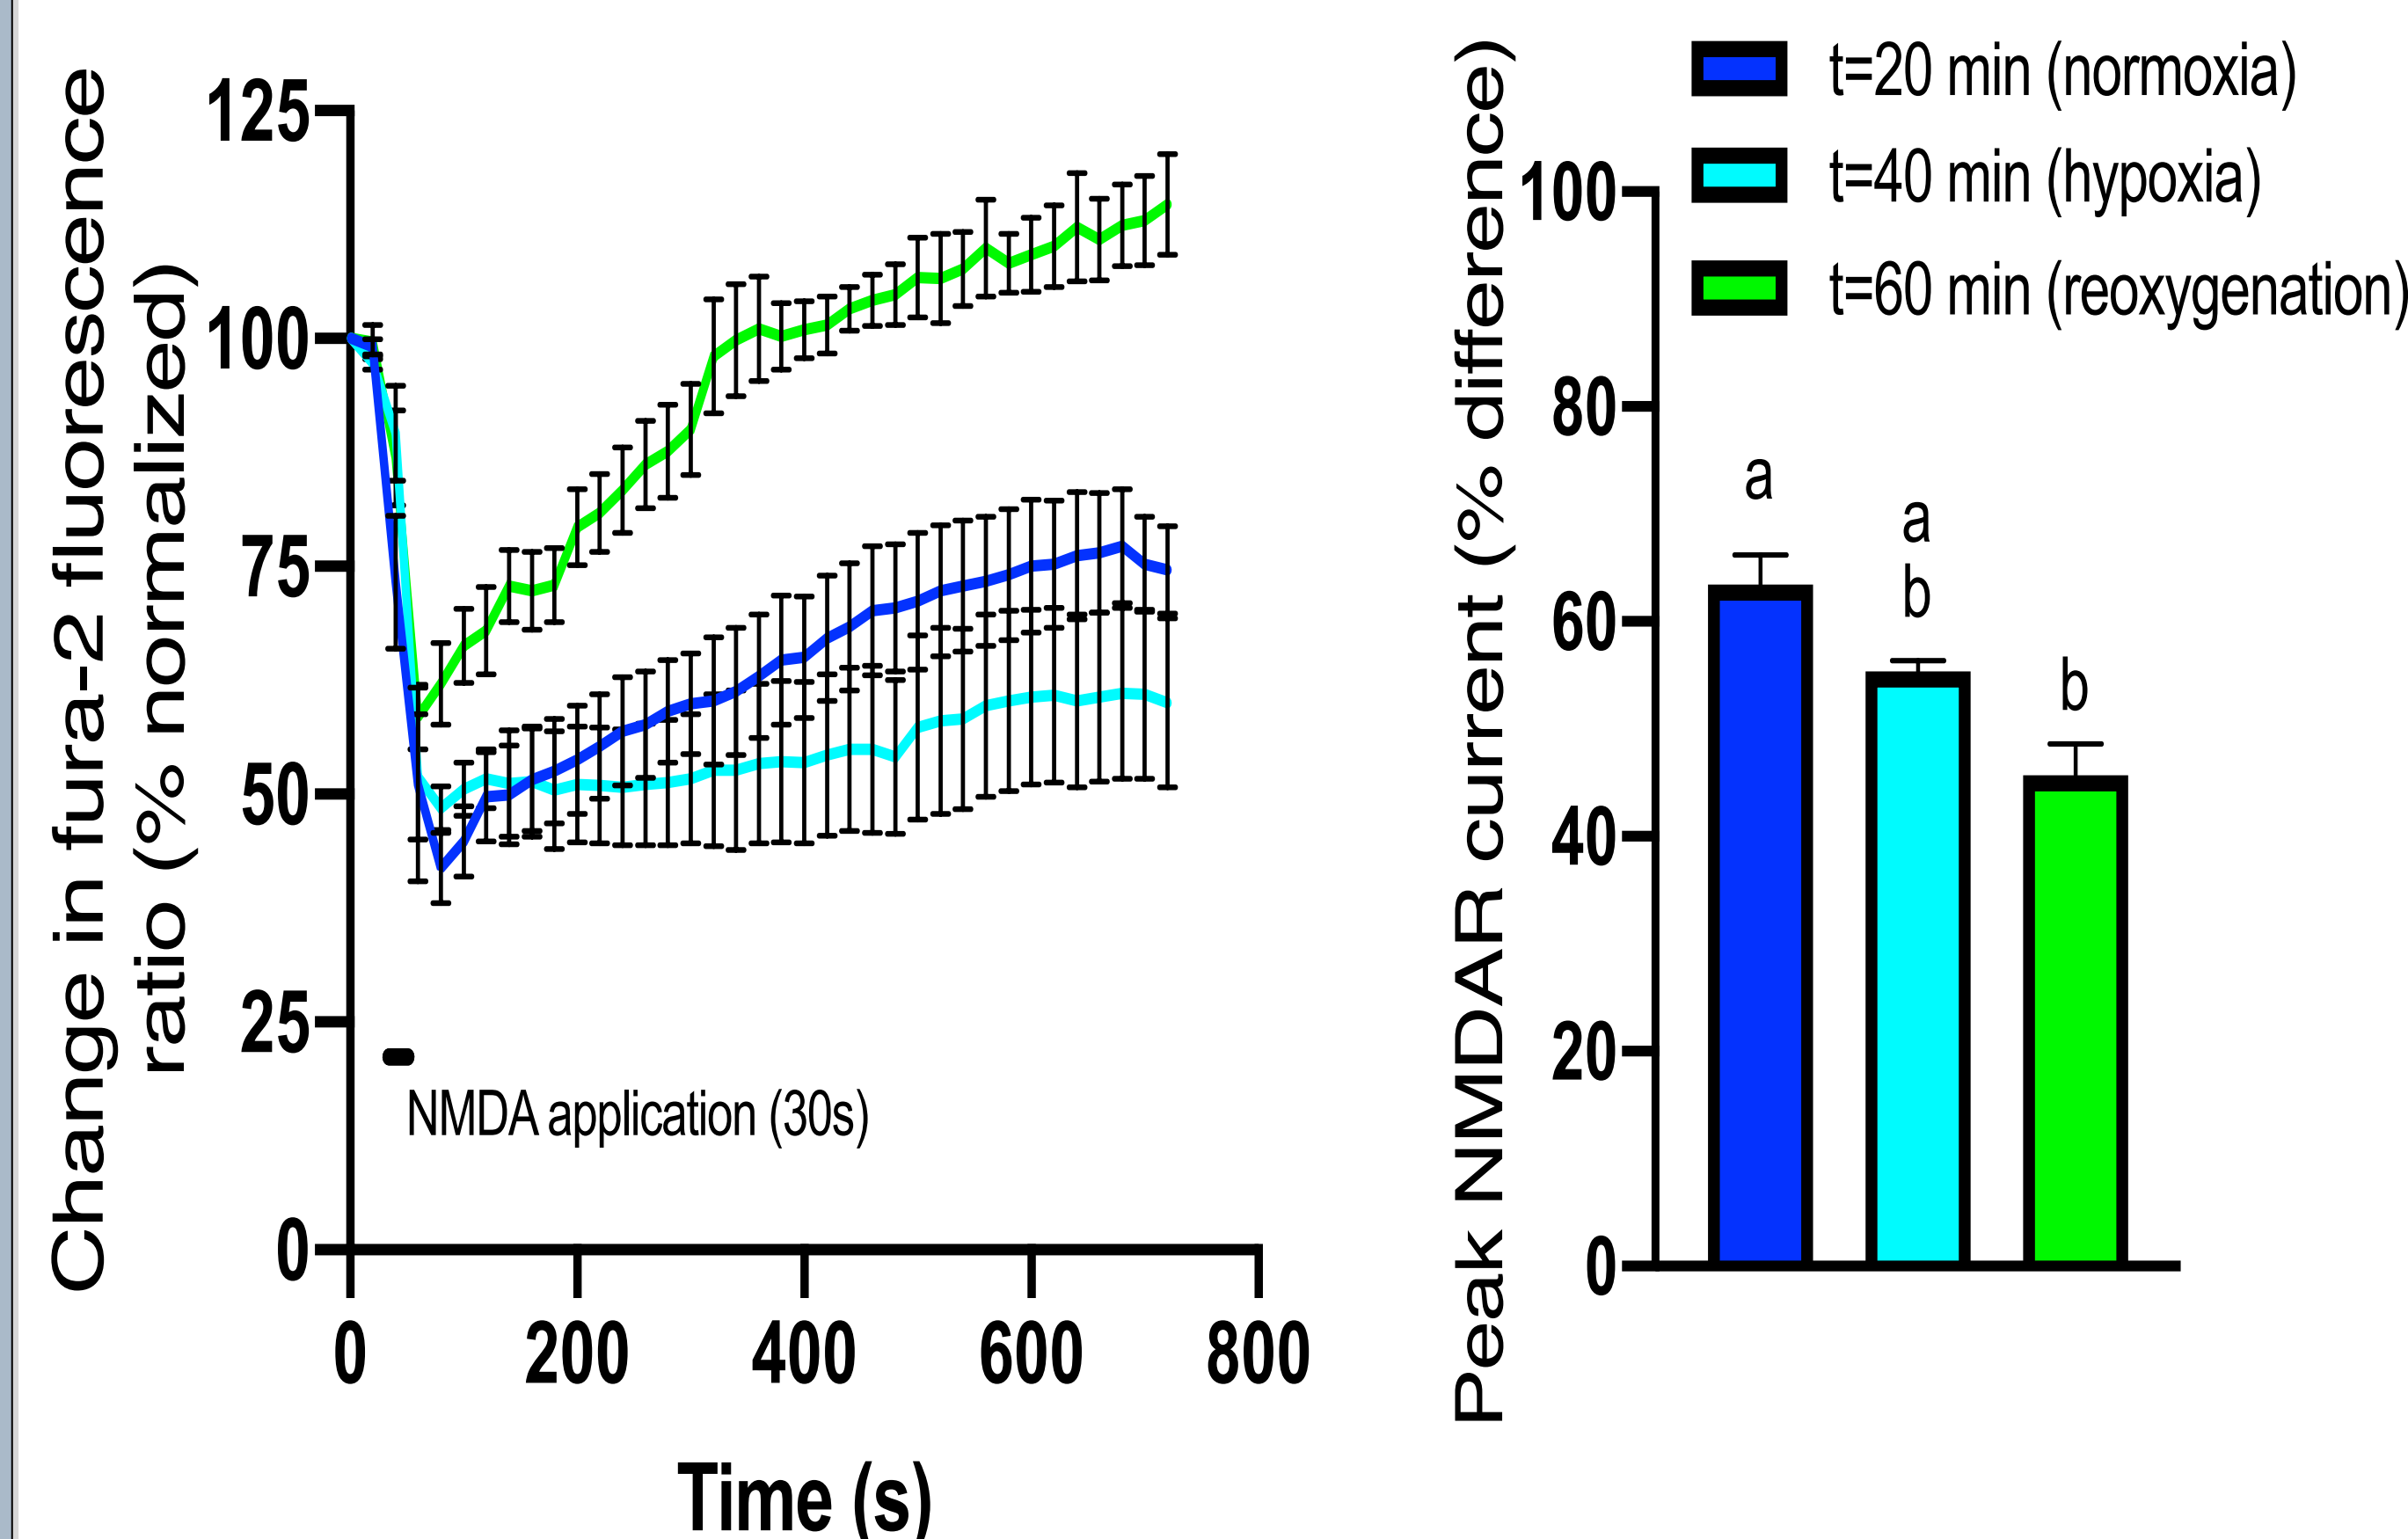 Change in fura-2 fluorescence
ratio (% normalized)
125
100
75
50
25
0
NMDA application (30s)
0
200
400
600
800
Time (s)
Peak NMDAR current (% difference)
100
80
60
40
20
0
t=20 min (normoxia)
t=40 min (hypoxia)
t=60 min (reoxygenation)
a
a
b
b